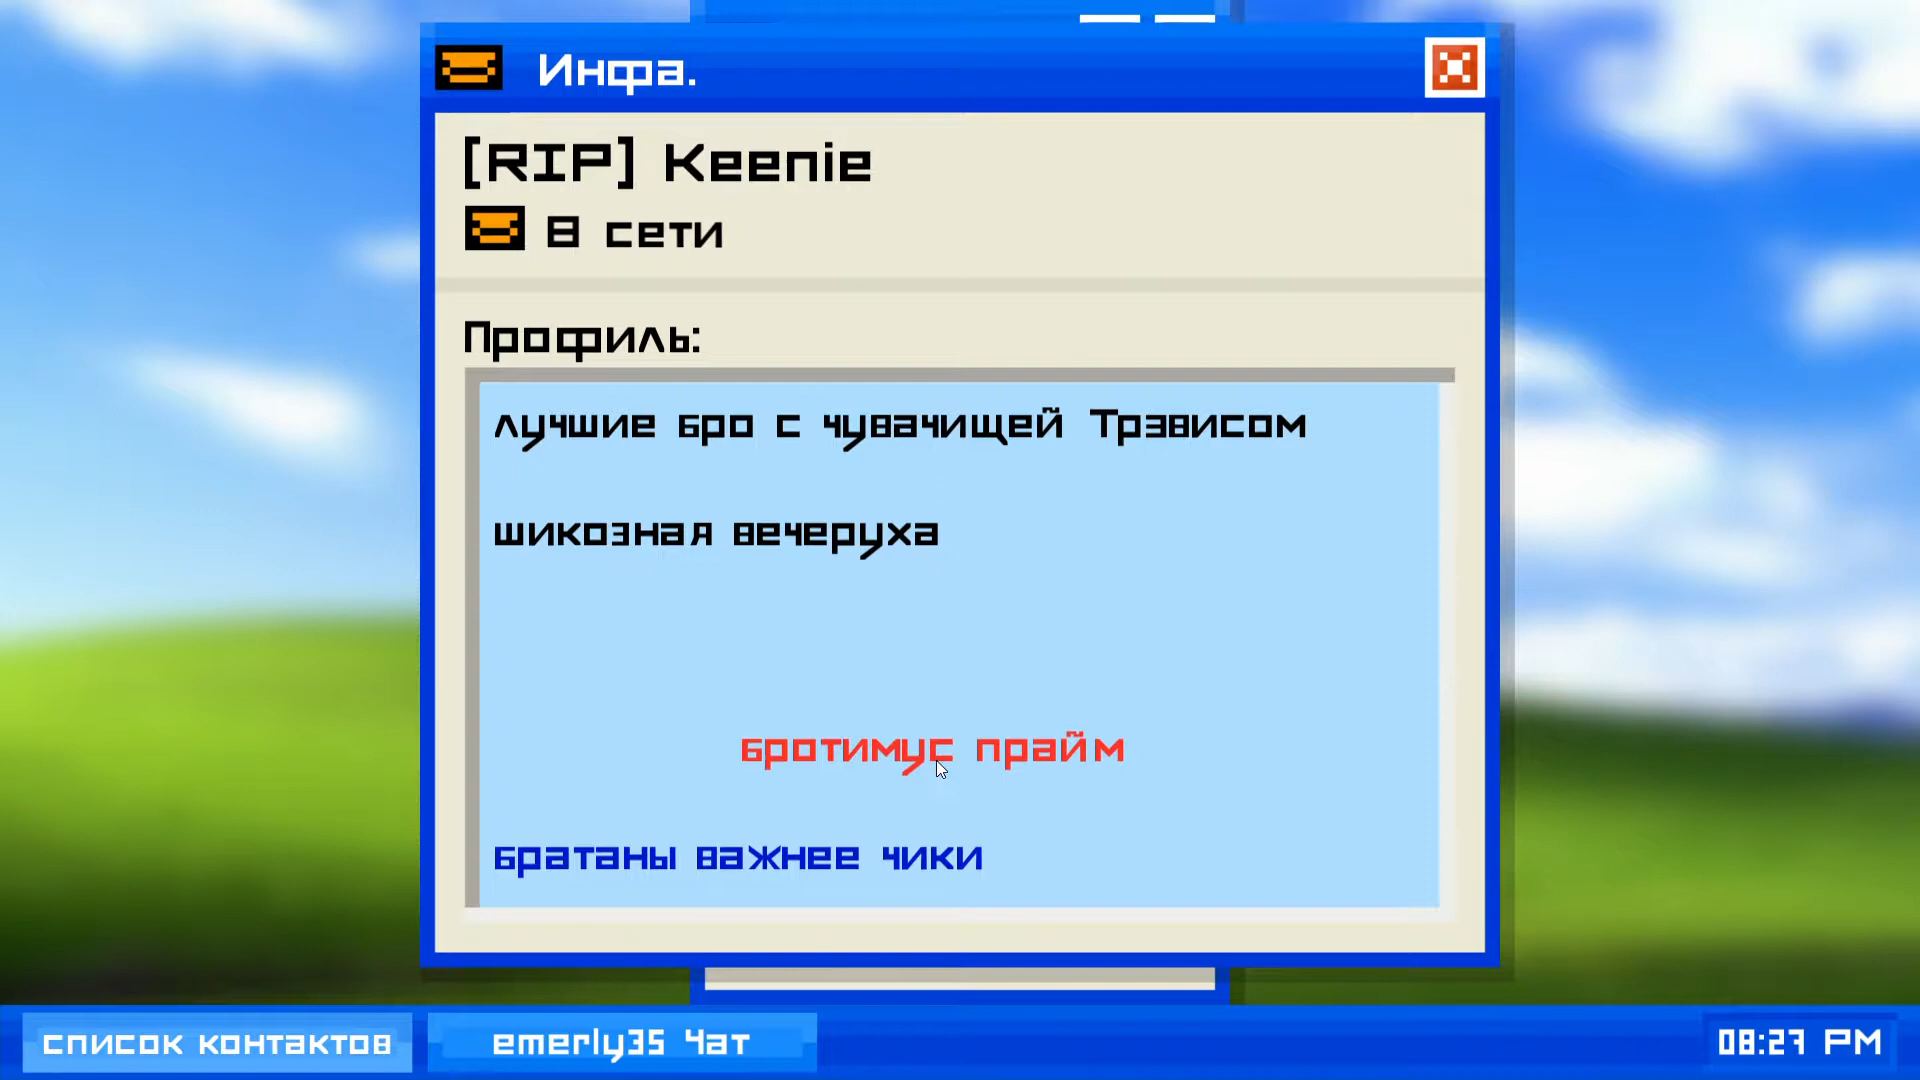 Инфа.
[RIP] Keenie
В сети
Профиль:
лучшие бро с чувачищей Трэвисом
шикозная вечеруха
бротимус прайм
братаны важнее чики
список контактов
emerly35 Чат
08:27 PM